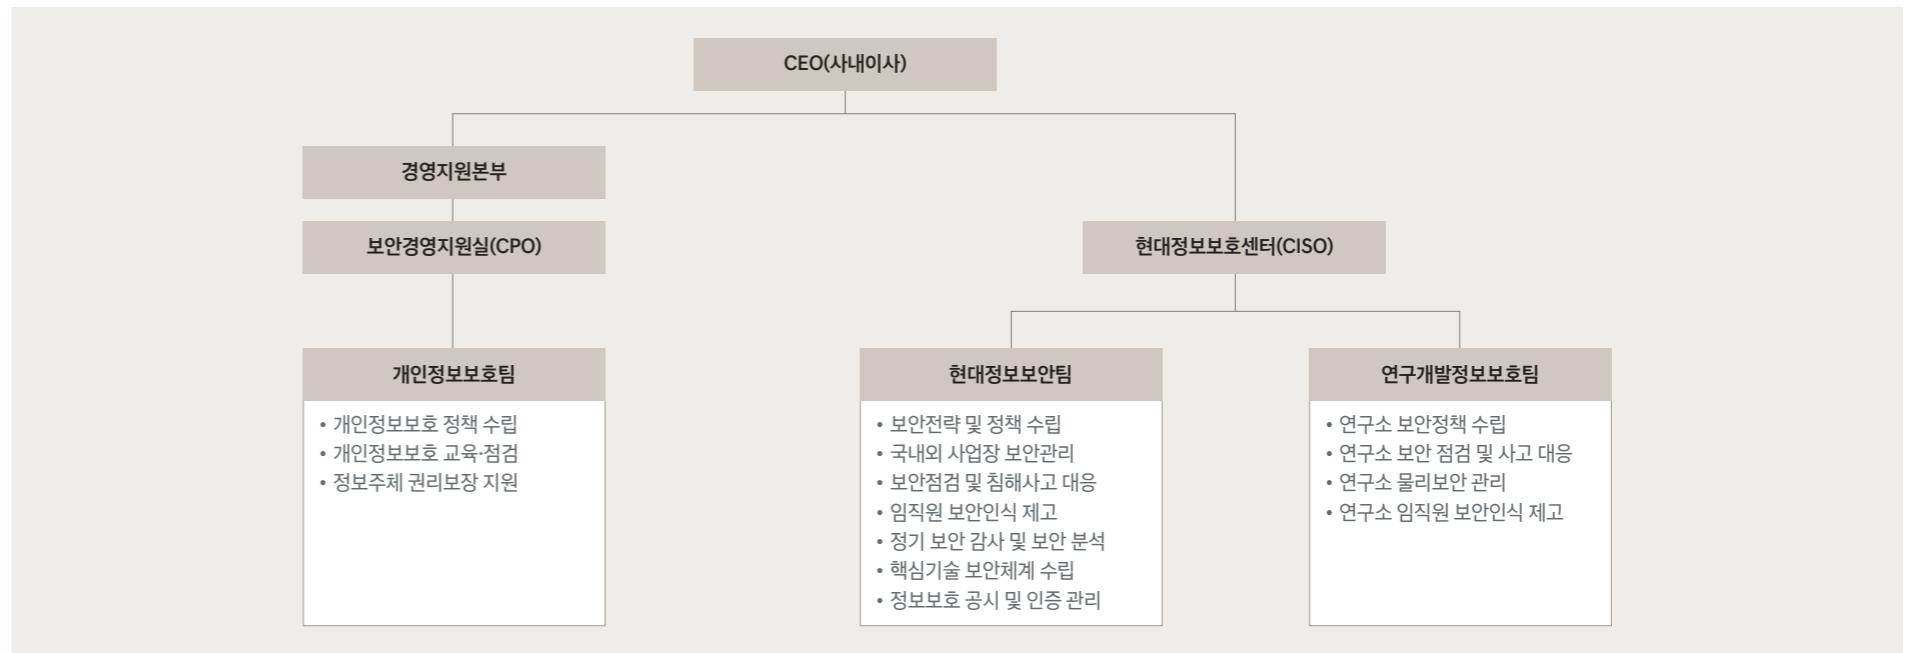 CEO(사내이사)
경영지원본부
보안경영지원실(CPO)
현대정보보호센터(CISO)
개인정보보호팀
• 개인정보보호 정책 수립
• 개인정보보호 교육·점검
• 정보주체 권리보장 지원
현대정보보안팀
• 보안전략 및 정책 수립
• 국내외 사업장 보안관리
• 보안점검 및 침해사고 대응
• 임직원 보안인식 제고
• 정기 보안 감사 및 보안 분석
• 핵심기술 보안체계 수립
• 정보보호 공시 및 인증 관리
연구개발정보보호팀
• 연구소 보안정책 수립
• 연구소 보안 점검 및 사고 대응
• 연구소 물리보안 관리
• 연구소 임직원 보안인식 제고